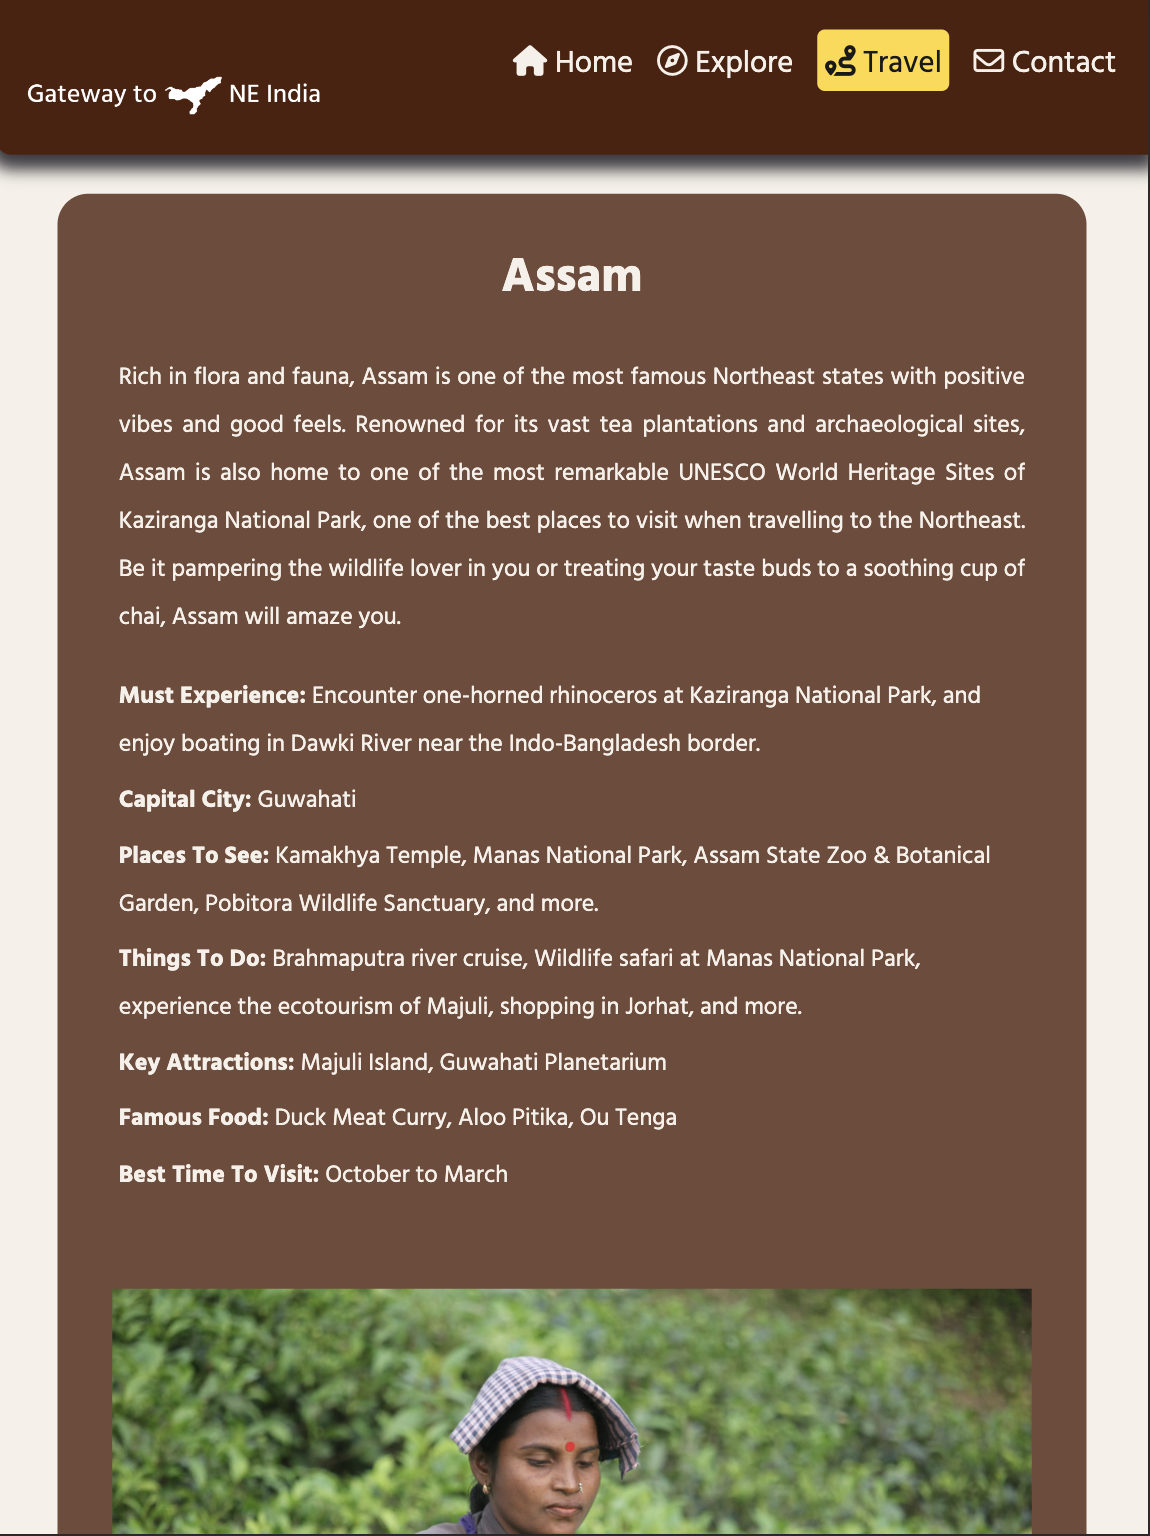 Gateway to NE India
Home Explore Travel Contact
Assam
Rich in flora and fauna, Assam is one of the most famous Northeast states with positive
vibes and good feels. Renowned for its vast tea plantations and archaeological sites,
Assam is also home to one of the most remarkable UNESCO World Heritage Sites of
Kaziranga National Park, one of the best places to visit when travelling to the Northeast.
Be it pampering the wildlife lover in you or treating your taste buds to a soothing cup of
chai, Assam will amaze you.
Must Experience: Encounter one-horned rhinoceros at Kaziranga National Park, and
enjoy boating in Dawki River near the Indo-Bangladesh border.
Capital City: Guwahati
Places To See: Kamakhya Temple, Manas National Park, Assam State Zoo & Botanical
Garden, Pobitora Wildlife Sanctuary, and more.
Things To Do: Brahmaputra river cruise, Wildlife safari at Manas National Park,
experience the ecotourism of Majuli, shopping in Jorhat, and more.
Key Attractions: Majuli Island, Guwahati Planetarium
Famous Food: Duck Meat Curry, Aloo Pitika, Ou Tenga
Best Time To Visit: October to March